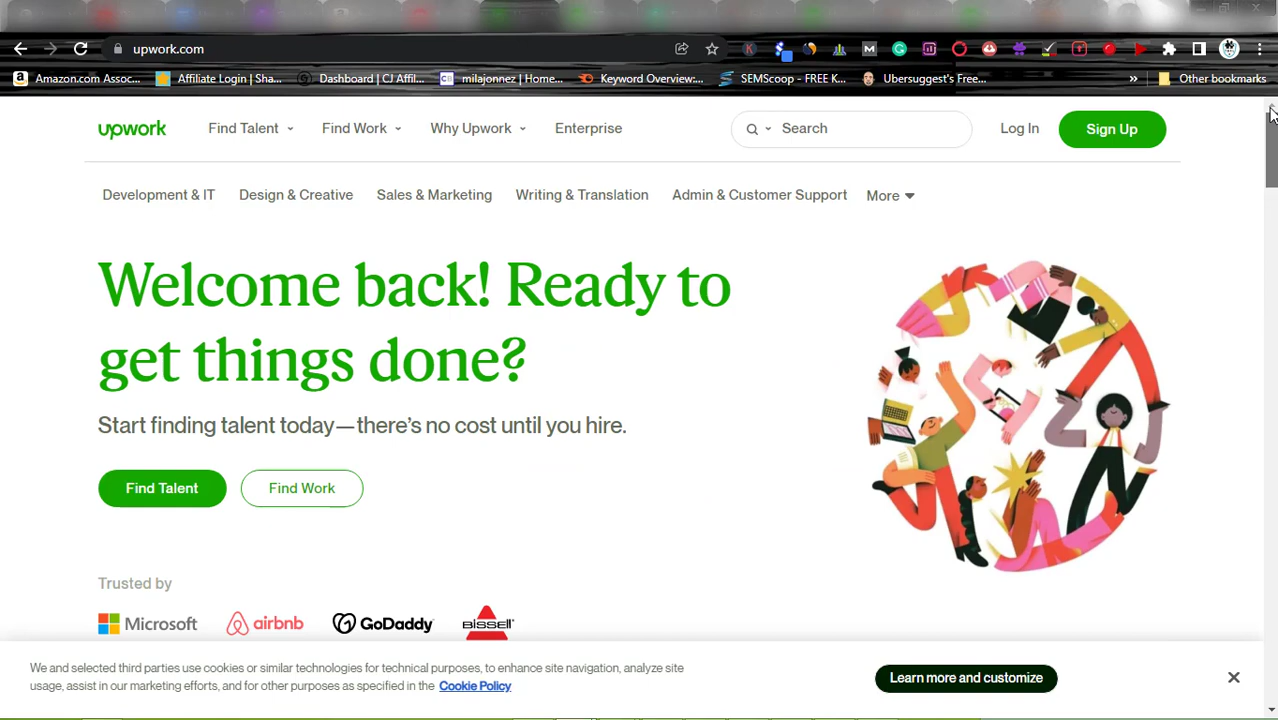 upwork.com
Amazon.com Assoc...
Affiliate Login | Sha...
Dashboard | CJ Affil...
milajonnez | Home...
Keyword Overview:...
SEMScoop - FREE K...
Ubersuggest's Free...
»
Other bookmarks
upwork
Find Talent
Find Work
Why Upwork
Enterprise
Search
Log In
Sign Up
Development & IT
Design & Creative
Sales & Marketing
Writing & Translation
Admin & Customer Support
More
Welcome back! Ready to
get things done?
Start finding talent today—there's no cost until you hire.
Find Talent
Find Work
Trusted by
Microsoft
airbnb
GoDaddy
BISSELL
We and selected third parties use cookies or similar technologies for technical purposes, to enhance site navigation, analyze site
usage, assist in our marketing efforts, and for other purposes as specified in the Cookie Policy
Learn more and customize